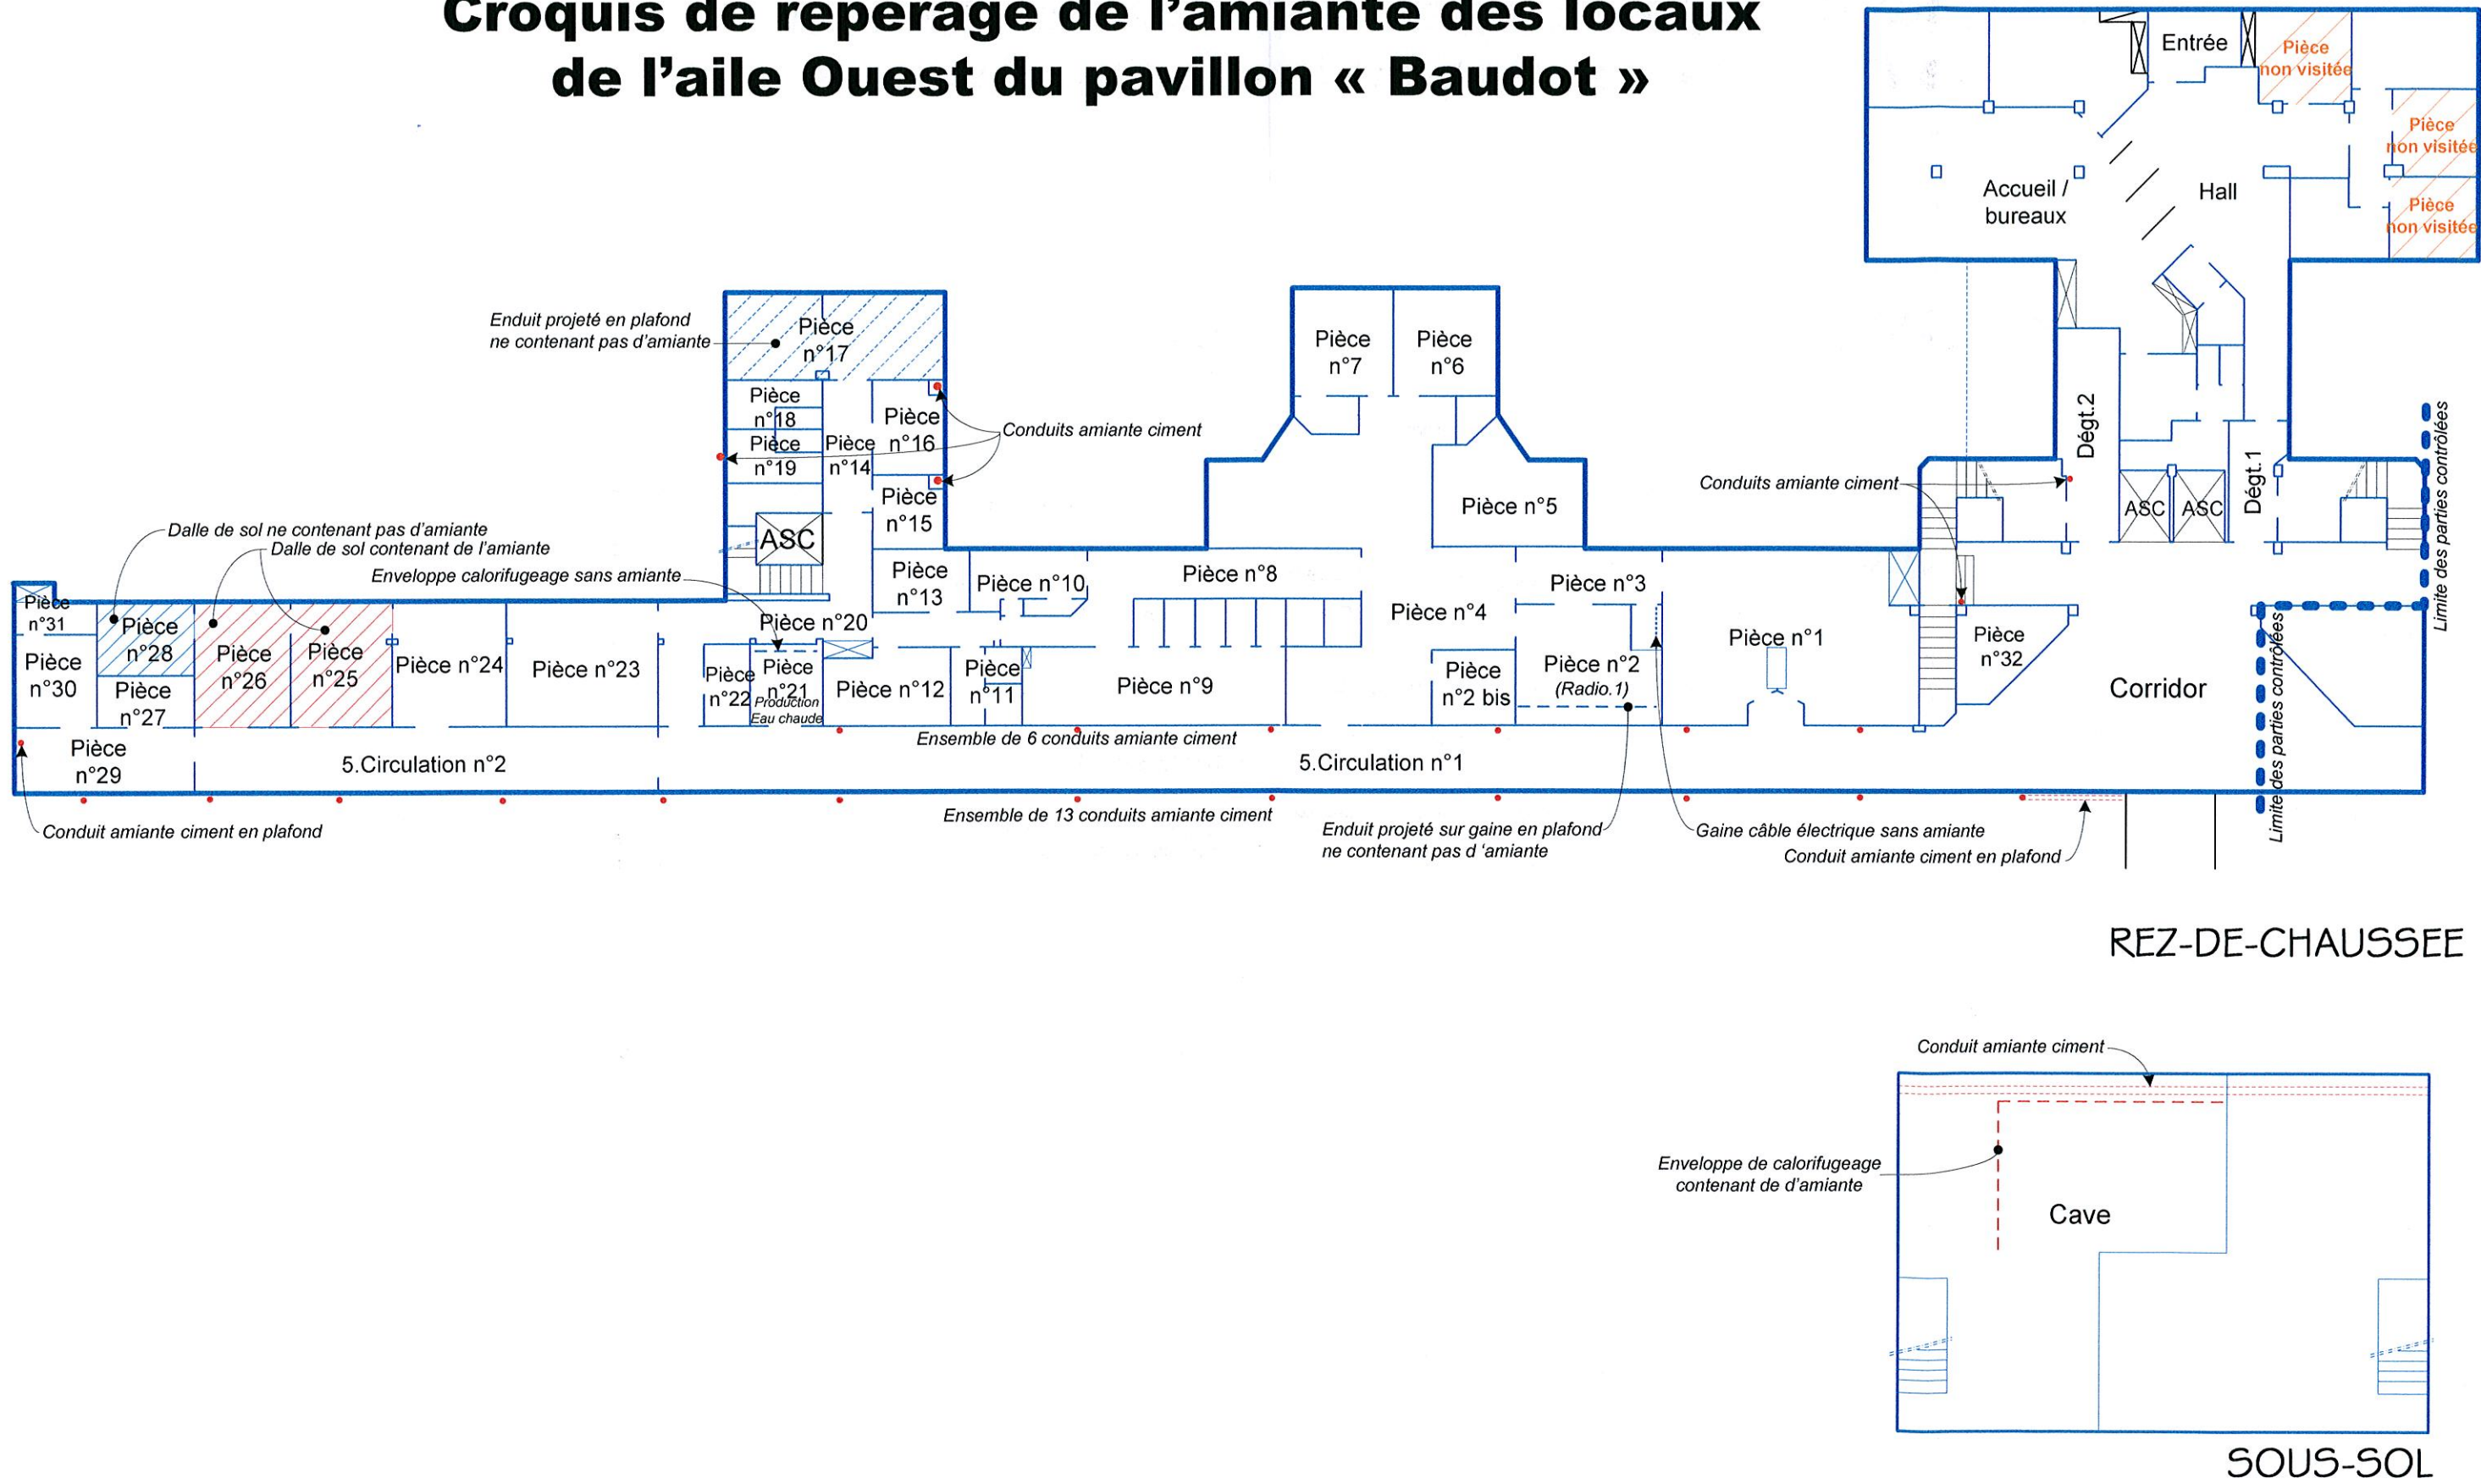 Croquis de repérage de l'amiante des locaux
de l'aile Ouest du pavillon « Baudot »
Entrée
Pièce
non visitée
Pièce
non visitée
Pièce
non visitée
Accueil /
bureaux
Hall
Dégt.2
Dégt.1
ASC
ASC
Limite des parties contrôlées
Limite des parties contrôlées
Conduits amiante ciment
Enduit projeté en plafond
ne contenant pas d'amiante
Pièce
n°17
Pièce
n°18
Pièce
n°19
Pièce
n°14
Pièce
n°16
Pièce
n°15
Conduits amiante ciment
ASC
Pièce
n°7
Pièce
n°6
Pièce n°5
Dalle de sol ne contenant pas d'amiante
Dalle de sol contenant de l'amiante
Enveloppe calorifugeage sans amiante
Pièce
n°13
Pièce n°10
Pièce n°8
Pièce n°3
Pièce n°4
Pièce n°20
Pièce
n°31
Pièce
n°30
Pièce
n°28
Pièce
n°27
Pièce
n°26
Pièce
n°25
Pièce n°24
Pièce n°23
Pièce
n°22
Pièce
n°21
Production
Eau chaude
Pièce n°12
Pièce
n°11
Pièce n°9
Pièce
n°2 bis
Pièce n°2
(Radio.1)
Pièce n°1
Pièce
n°32
Corridor
Pièce
n°29
5.Circulation n°2
Ensemble de 6 conduits amiante ciment
5.Circulation n°1
Conduit amiante ciment en plafond
Ensemble de 13 conduits amiante ciment
Enduit projeté sur gaine en plafond
ne contenant pas d 'amiante
Gaine câble électrique sans amiante
Conduit amiante ciment en plafond
REZ-DE-CHAUSSEE
Conduit amiante ciment
Enveloppe de calorifugeage
contenant de d'amiante
Cave
SOUS-SOL